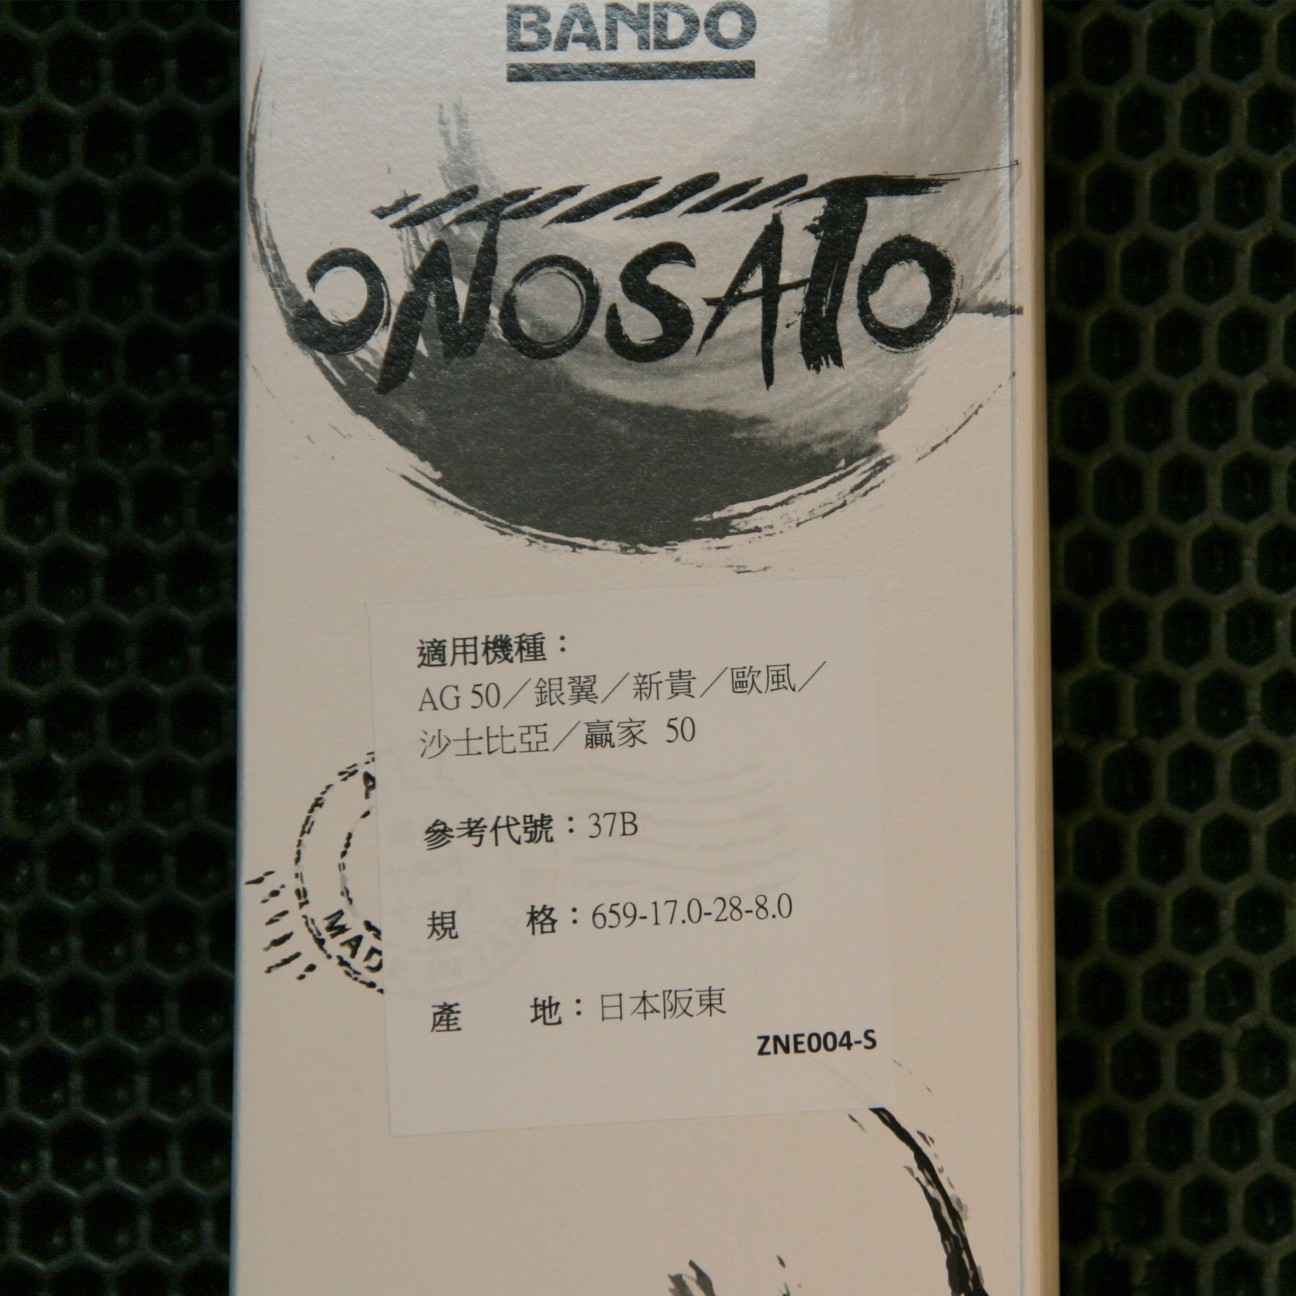 BANDO
ONOSATO
適用機種：
AG 50／銀翼／新貴／歐風／
沙士比亞／贏家 50
參考代號：37B
規 格：659-17.0-28-8.0
產 地：日本阪東
ZNE004-S
MAD